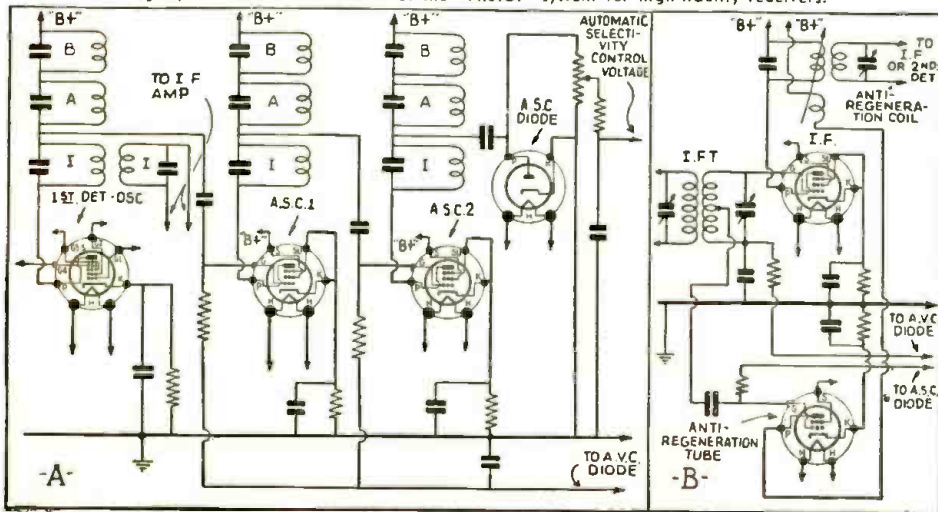 system for high fidelity receivers.
"B+"
"B+"
"B+"
B
B
B
A
A
A
I
I
I
I
TO I.F.
AMP
AUTOMATIC
SELECTI-
VITY
CONTROL
VOLTAGE
A.S.C
DIODE
1ST DET-OSC
A.S.C.1
A.S.C.2
"B+"
"B+"
G4
P
G
P
K
H
H
G
P
K
H
H
K
H
TO A.V.C.
DIODE
-A-
"B+"
"B+"
TO
I.F.
OR 2ND
DET
ANTI-
REGENERA-
TION COIL
I.F.T
I.F.
G
P
K
H
H
TO A.V.C.
DIODE
TO A.S.C.
DIODE
ANTI-
REGENERATION
TUBE
G
P
K
H
H
-B-